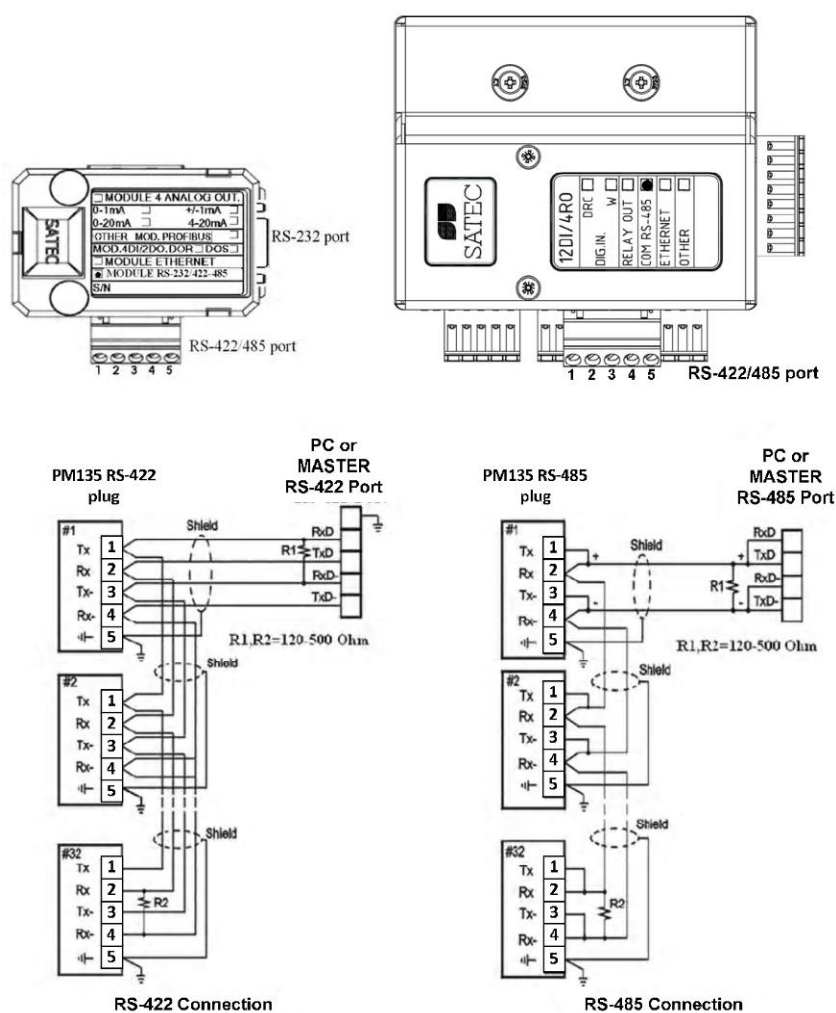 SATEC
MODULE 4 ANALOG OUT.
0-1mA +/-1mA
0-20mA 4-20mA
OTHER MOD. PROFIBUS
MOD.4DI/2DO.DOR DOS
MODULE ETHERNET
MODULE RS-232/422-485
S/N
RS-232 port
RS-422/485 port
1 2 3 4 5
SATEC
12DI/4RO
DRC
DIG.IN. W
RELAY OUT
COM RS-485
ETHERNET
OTHER
1 2 3 4 5
RS-422/485 port
PM135 RS-422
plug
PC or
MASTER
RS-422 Port
#1
Tx 1
Rx 2
Tx- 3
Rx- 4
5
Shield
R1
RxD
TxD
RxD-
TxD-
R1,R2=120-500 Ohm
Shield
#2
Tx 1
Rx 2
Tx- 3
Rx- 4
5
Shield
#32
Tx 1
Rx 2
Tx- 3
Rx- 4
5
R2
RS-422 Connection
PM135 RS-485
plug
PC or
MASTER
RS-485 Port
#1
Tx 1
Rx 2
Tx- 3
Rx- 4
5
+
-
Shield
+
-
R1
RxD
TxD
RxD-
TxD-
R1,R2=120-500 Ohm
Shield
#2
Tx 1
Rx 2
Tx- 3
Rx- 4
5
Shield
#32
Tx 1
Rx 2
Tx- 3
Rx- 4
5
R2
RS-485 Connection